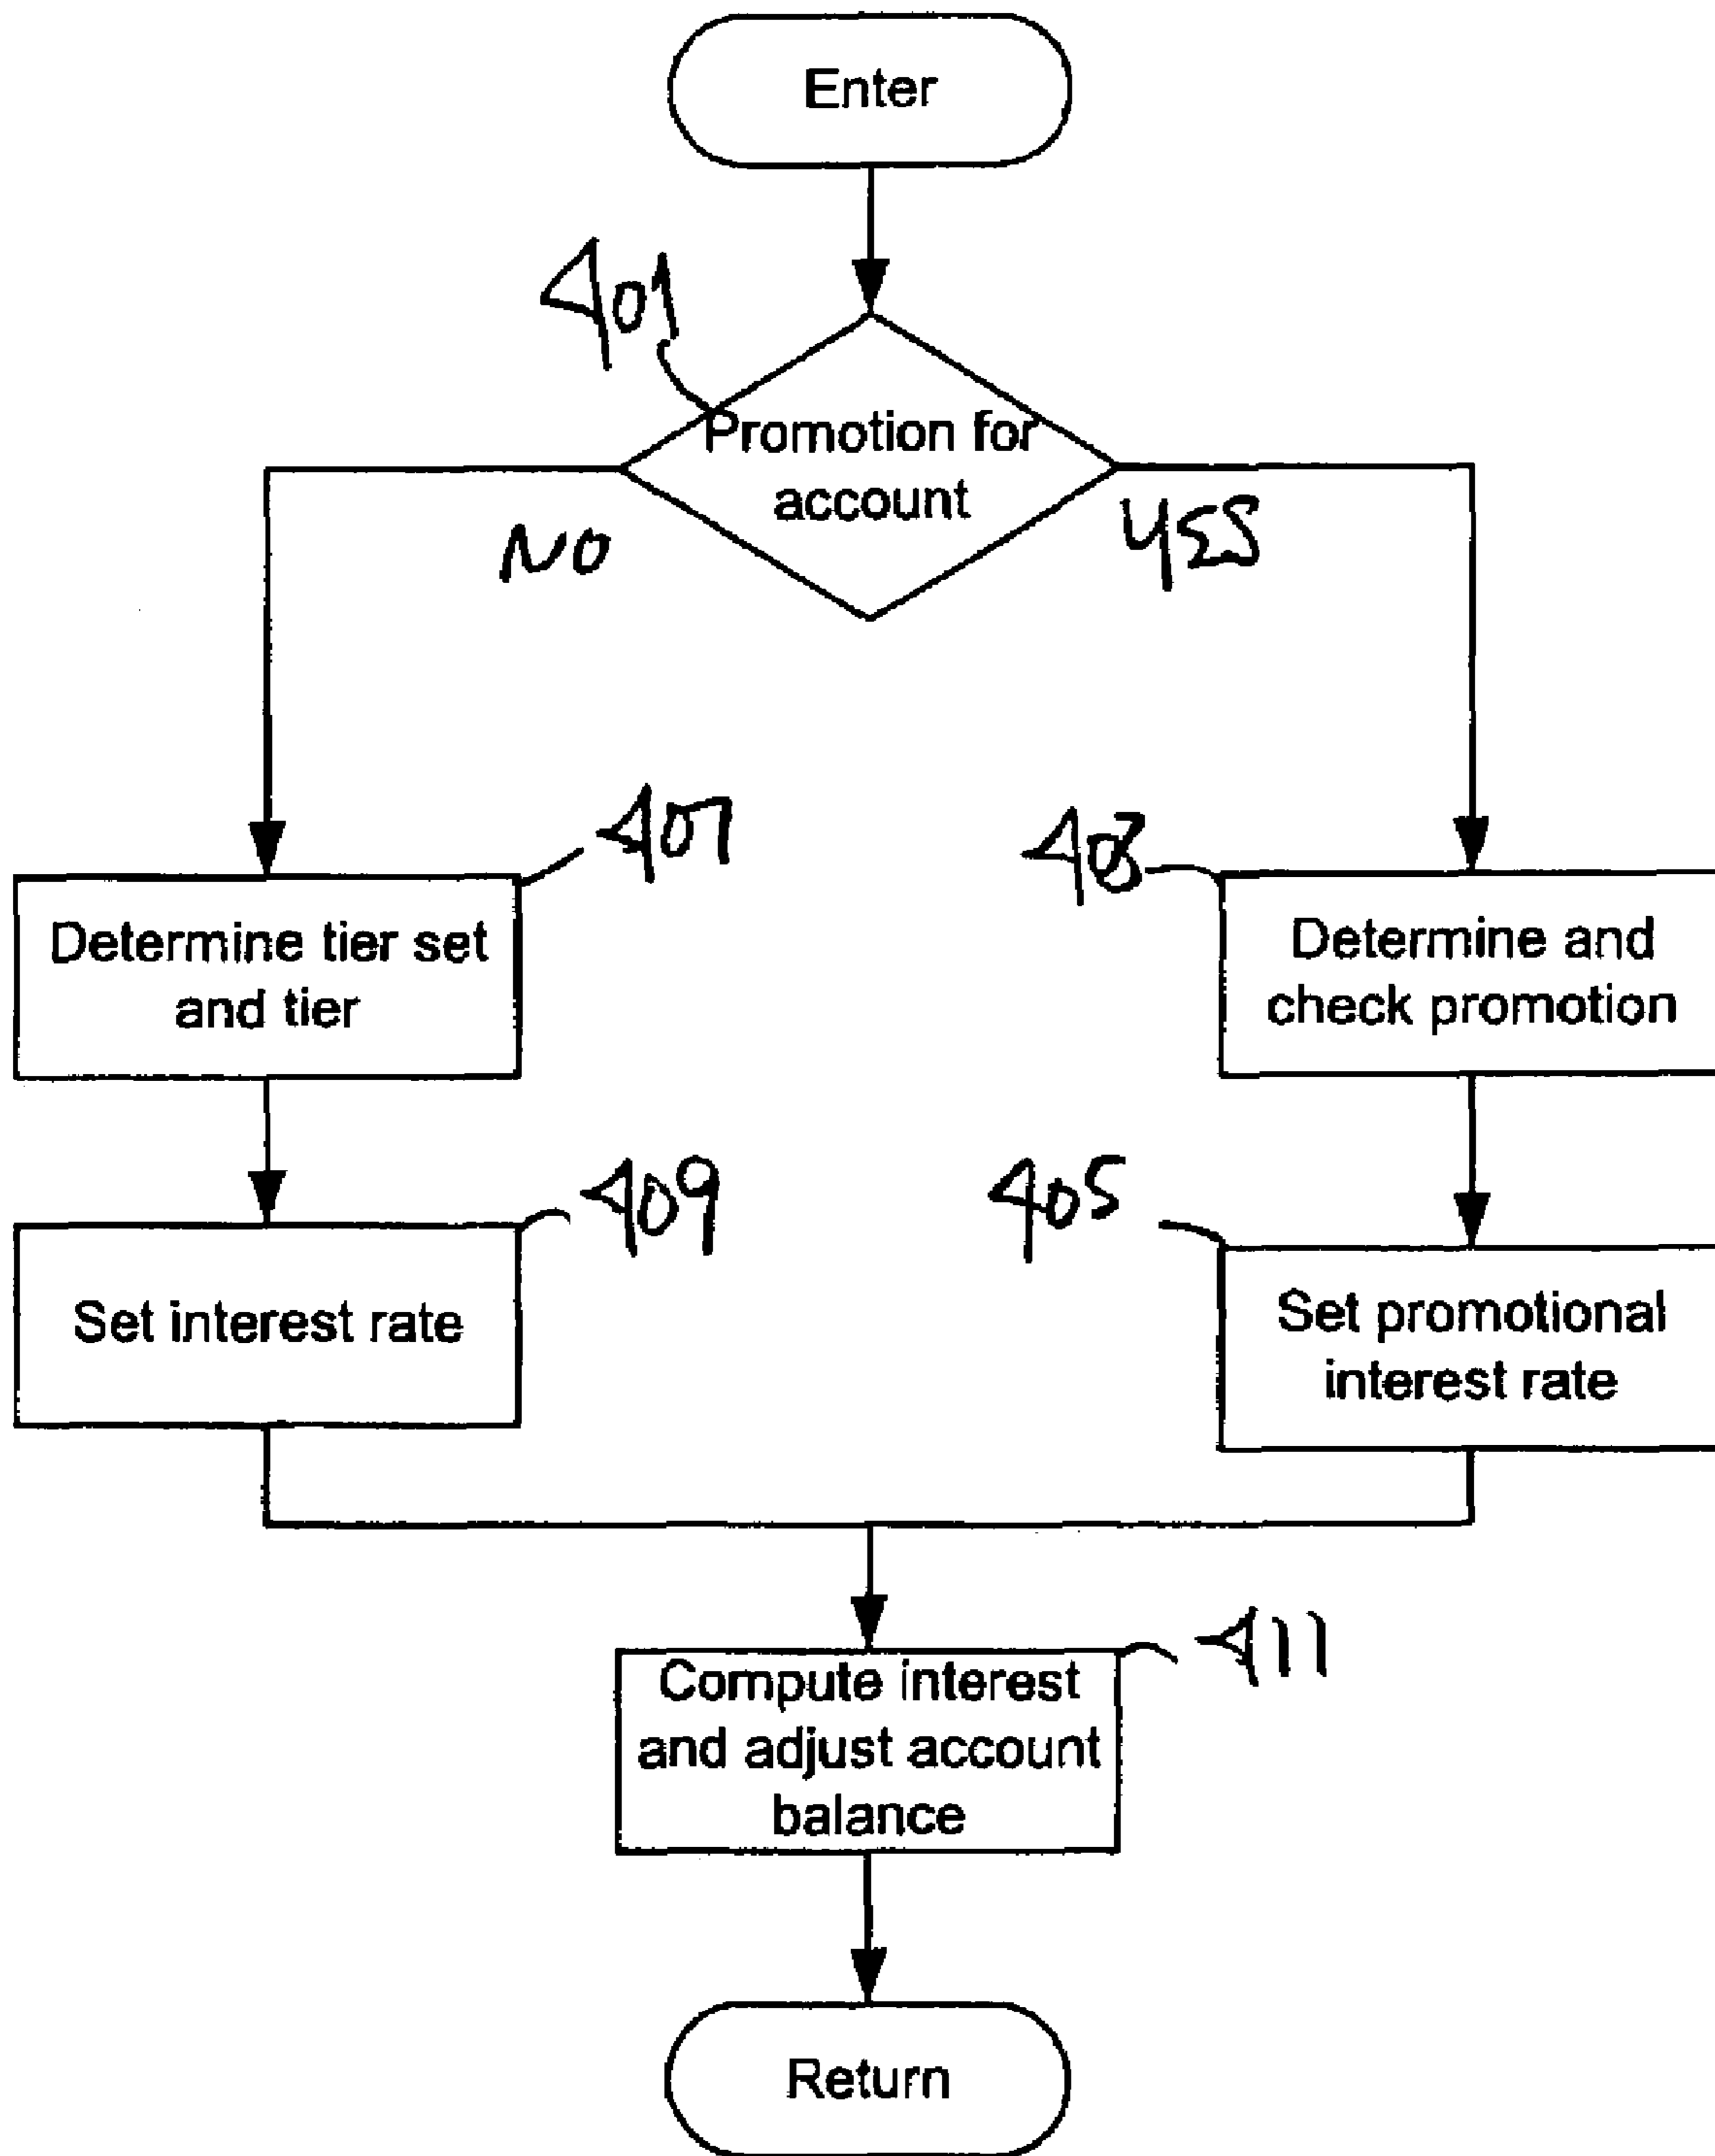 Enter
401
Promotion for
account
NO
YES
407
403
Determine tier set
and tier
Determine and
check promotion
409
405
Set interest rate
Set promotional
interest rate
411
Compute interest
and adjust account
balance
Return